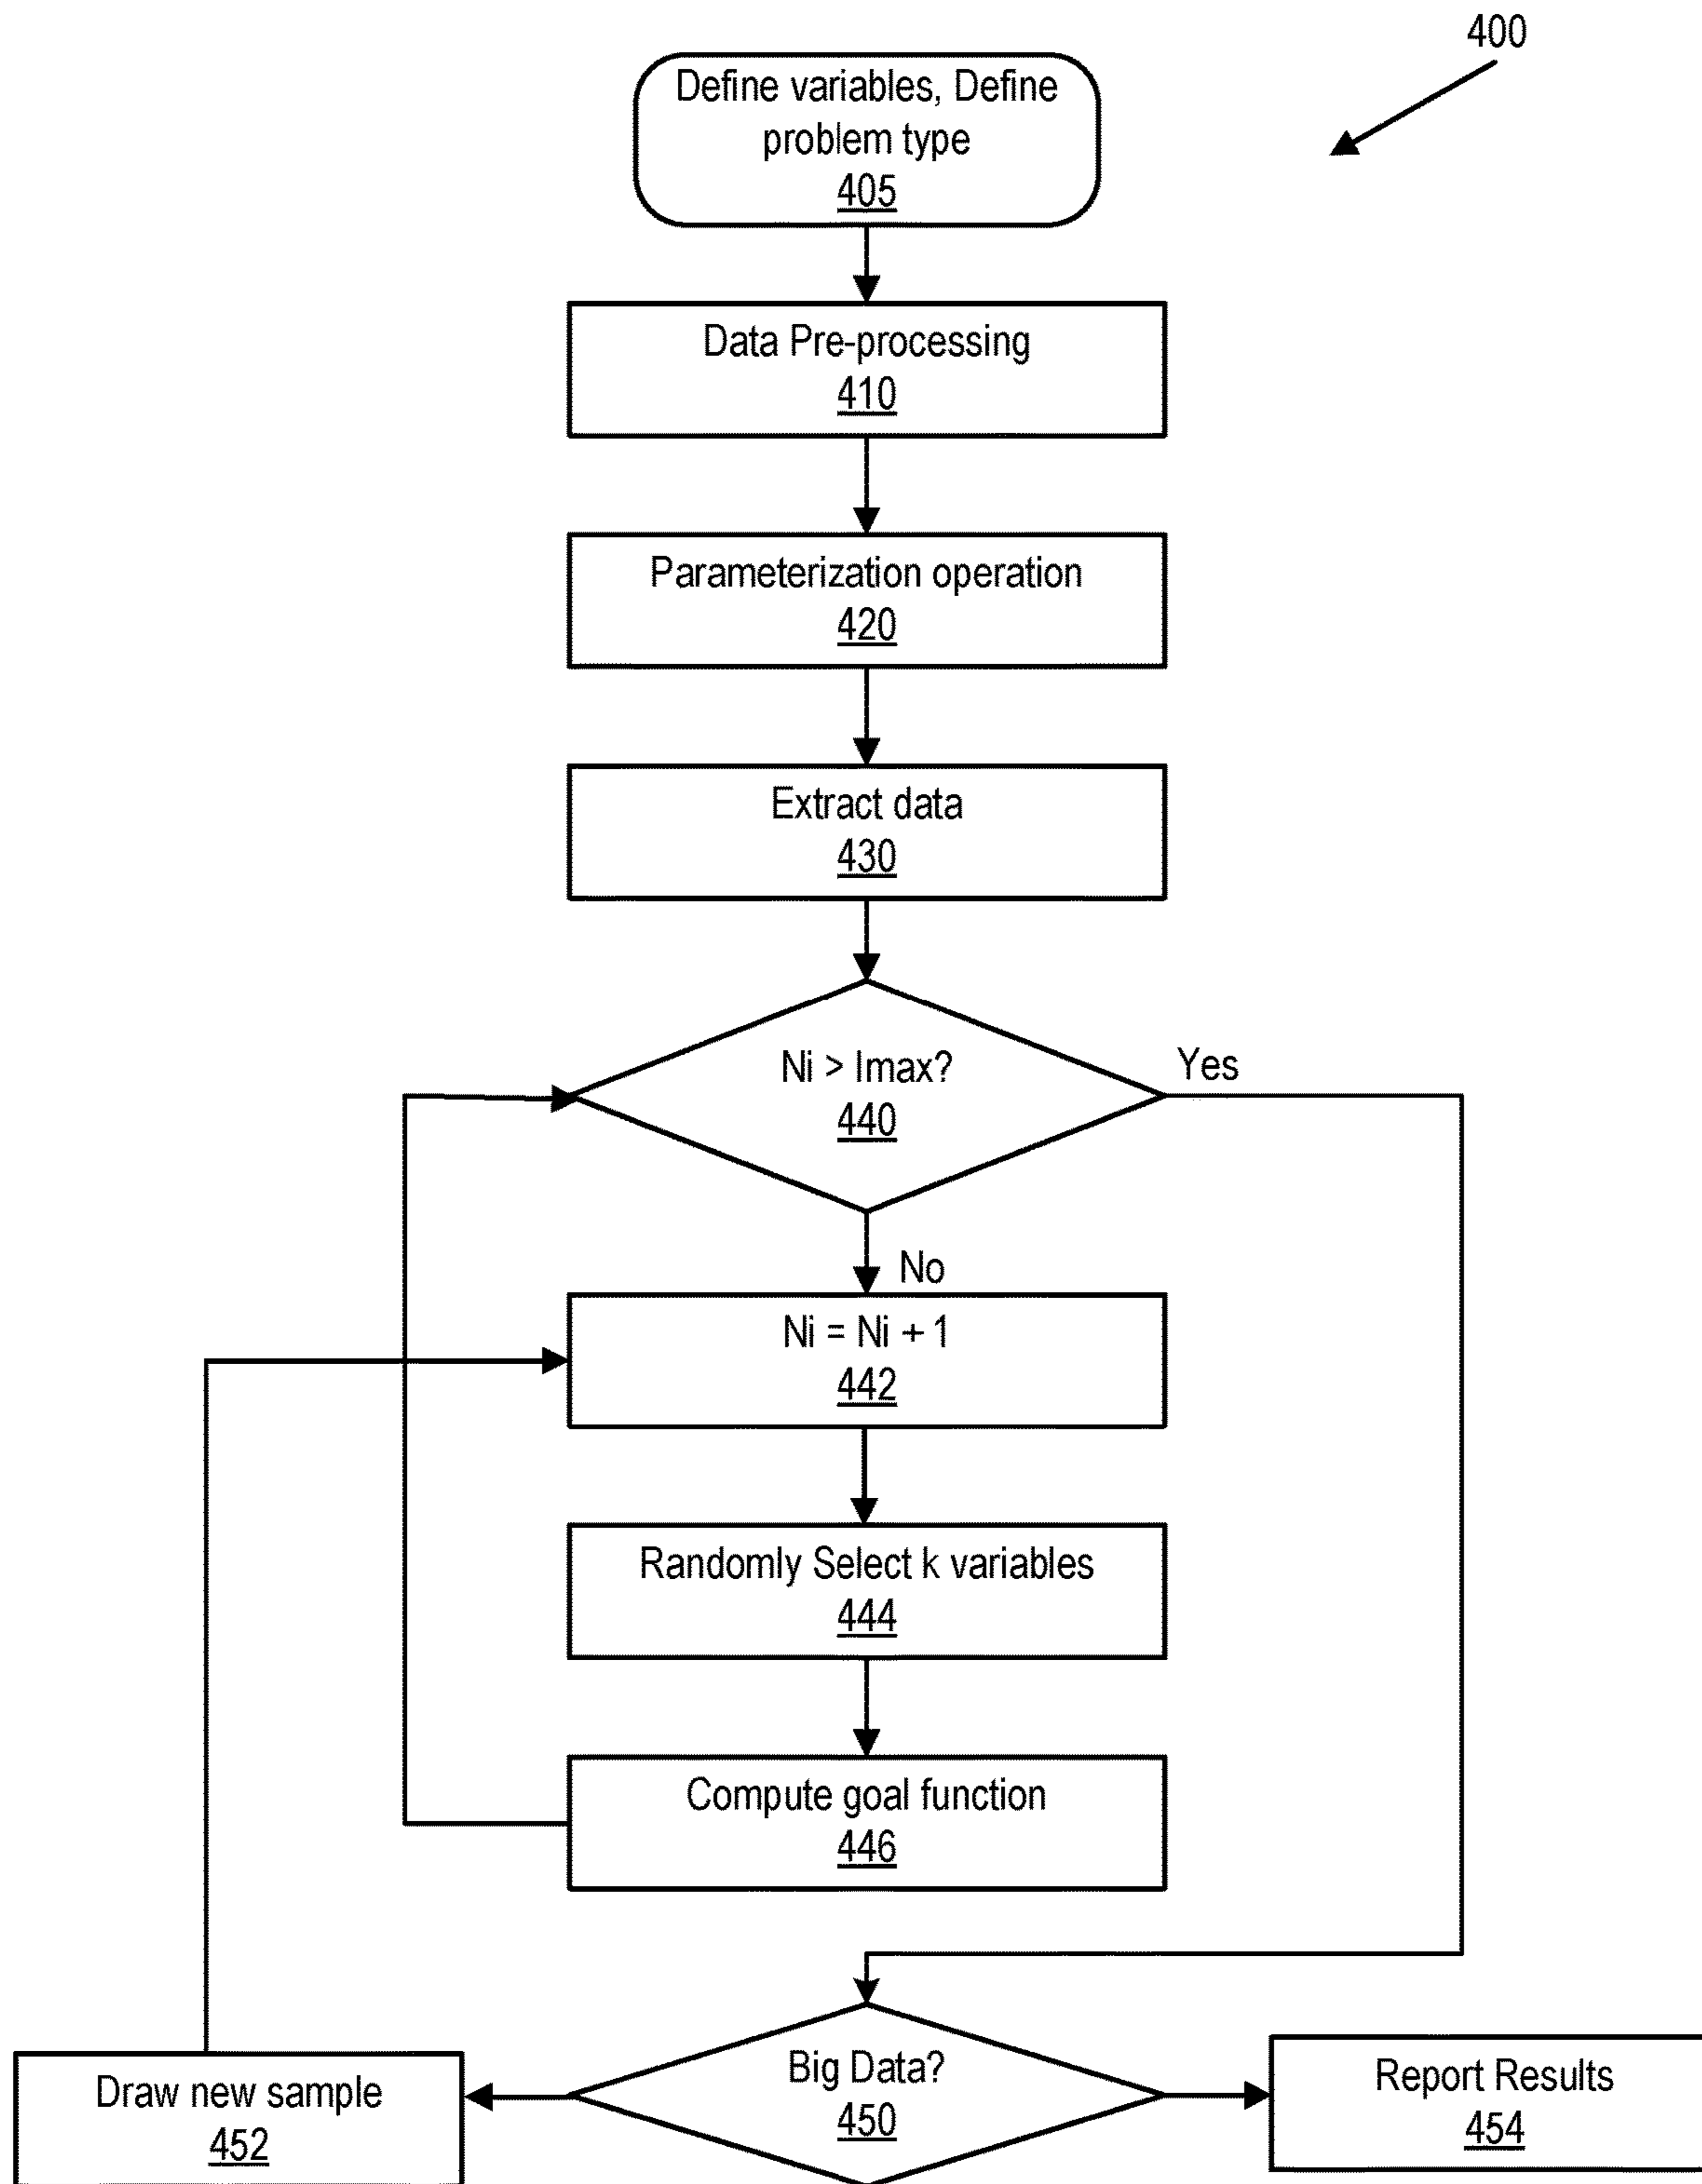 400
Define variables, Define
problem type
405
Data Pre-processing
410
Parameterization operation
420
Extract data
430
Ni > Imax?
440
Yes
No
Ni = Ni + 1
442
Randomly Select k variables
444
Compute goal function
446
Big Data?
450
Draw new sample
452
Report Results
454